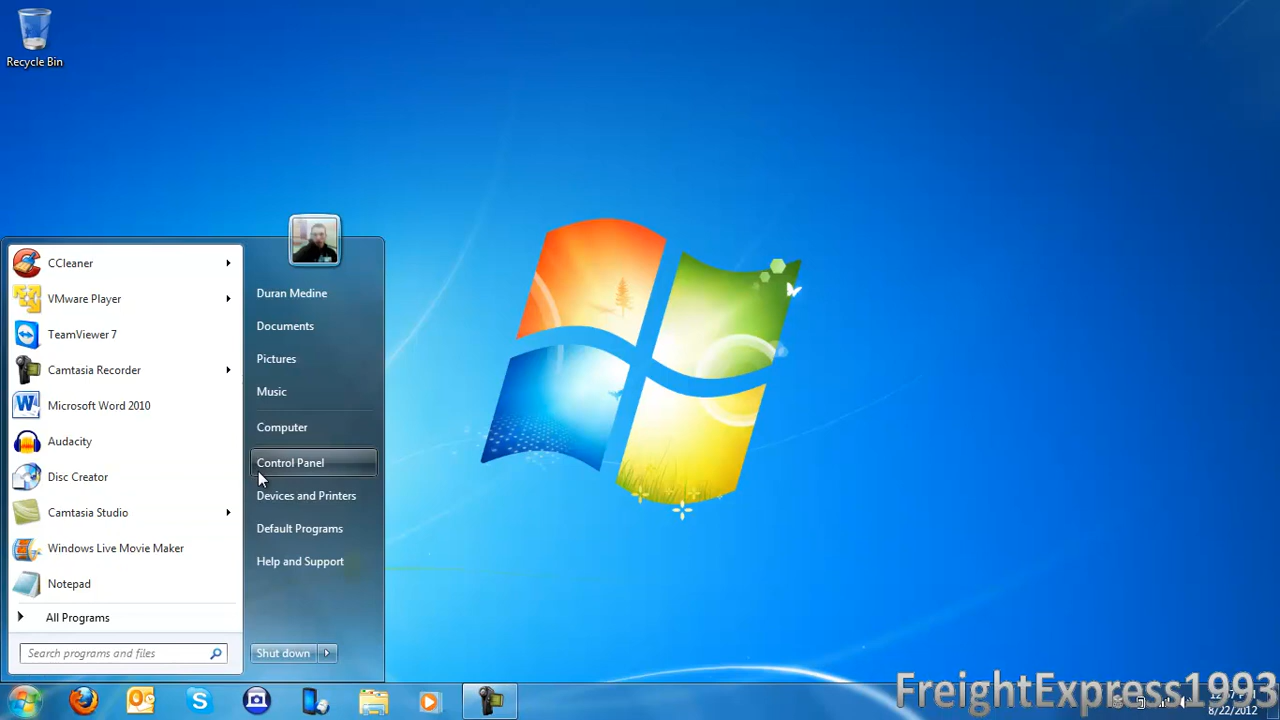 Recycle Bin
CCleaner
VMware Player
TeamViewer 7
Camtasia Recorder
Microsoft Word 2010
Audacity
Disc Creator
Camtasia Studio
Windows Live Movie Maker
Notepad
All Programs
Search programs and files
Duran Medine
Documents
Pictures
Music
Computer
Control Panel
Devices and Printers
Default Programs
Help and Support
Shut down
FreightExpress1993
8/22/2012